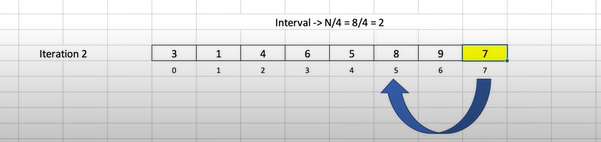 Interval -> N/4 = 8/4 = 2
Iteration 2 3 1 4 6 5 8 9 7
0 1 2 3 4 5 6 7